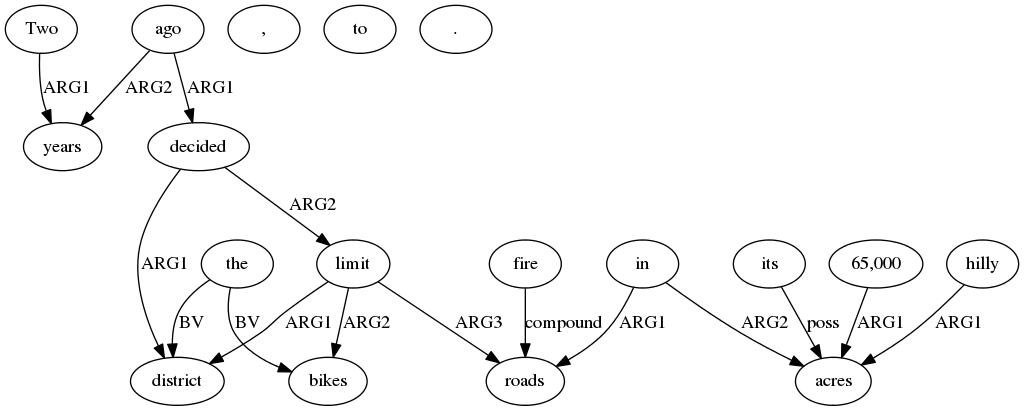 Two ago , to .
ARG1 ARG2 ARG1
years decided
ARG2
ARG1 the limit fire in its 65,000 hilly
BV BV ARG1 ARG2 ARG3 compound ARG1 ARG2 poss ARG1 ARG1
district bikes roads acres